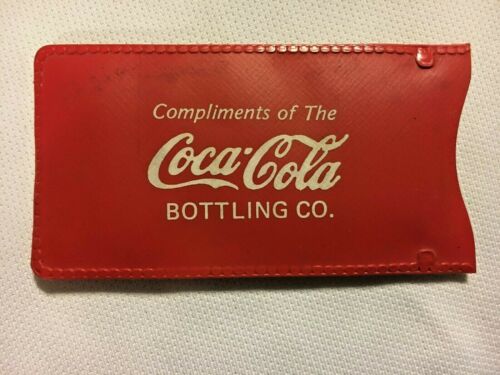 Compliments of The
Coca-Cola
BOTTLING CO.